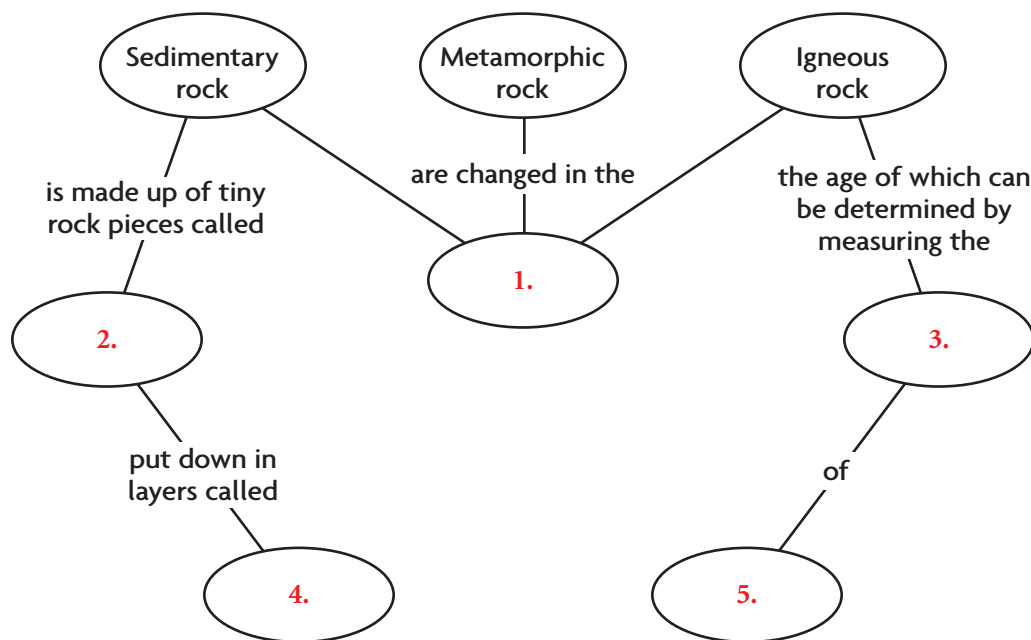 Sedimentary
rock
Metamorphic
rock
Igneous
rock
is made up of tiny
rock pieces called
are changed in the
the age of which can
be determined by
measuring the
1.
2.
3.
put down in
layers called
of
4.
5.